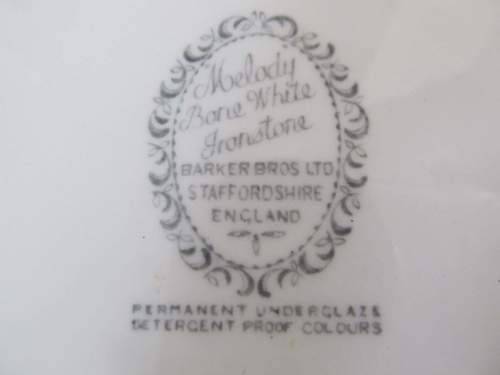 Melody
Bone White
Ironstone
BARKER BROS LTD
STAFFORDSHIRE
ENGLAND
PERMANENT UNDERGLAZE
DETERGENT PROOF COLOURS